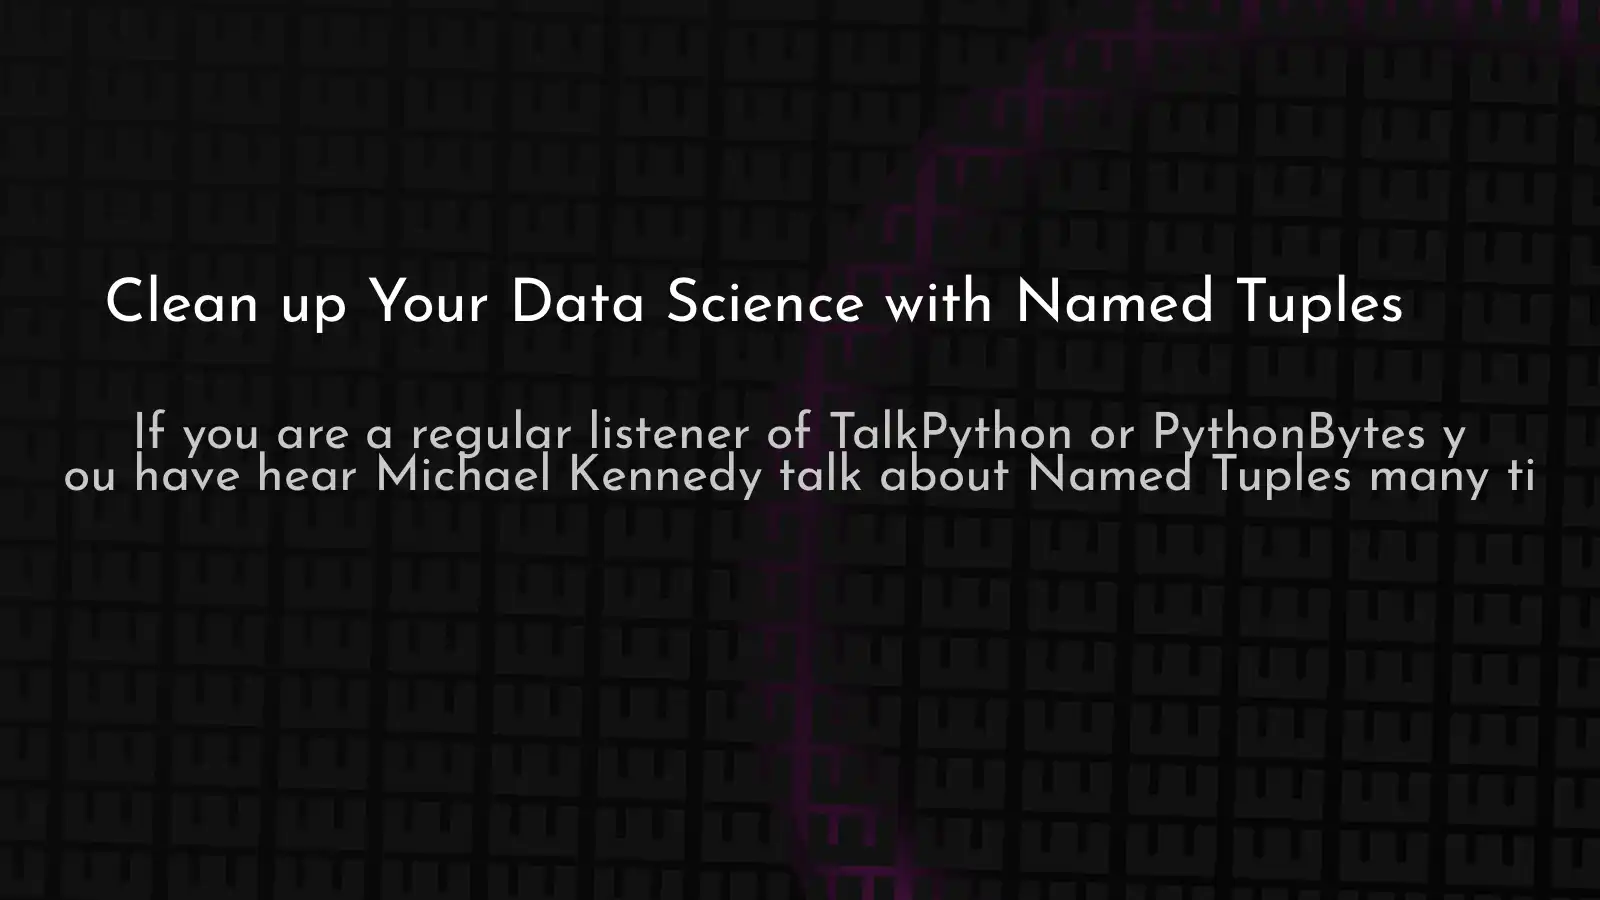 Clean up Your Data Science with Named Tuples
If you are a regular listener of TalkPython or PythonBytes y
ou have hear Michael Kennedy talk about Named Tuples many ti